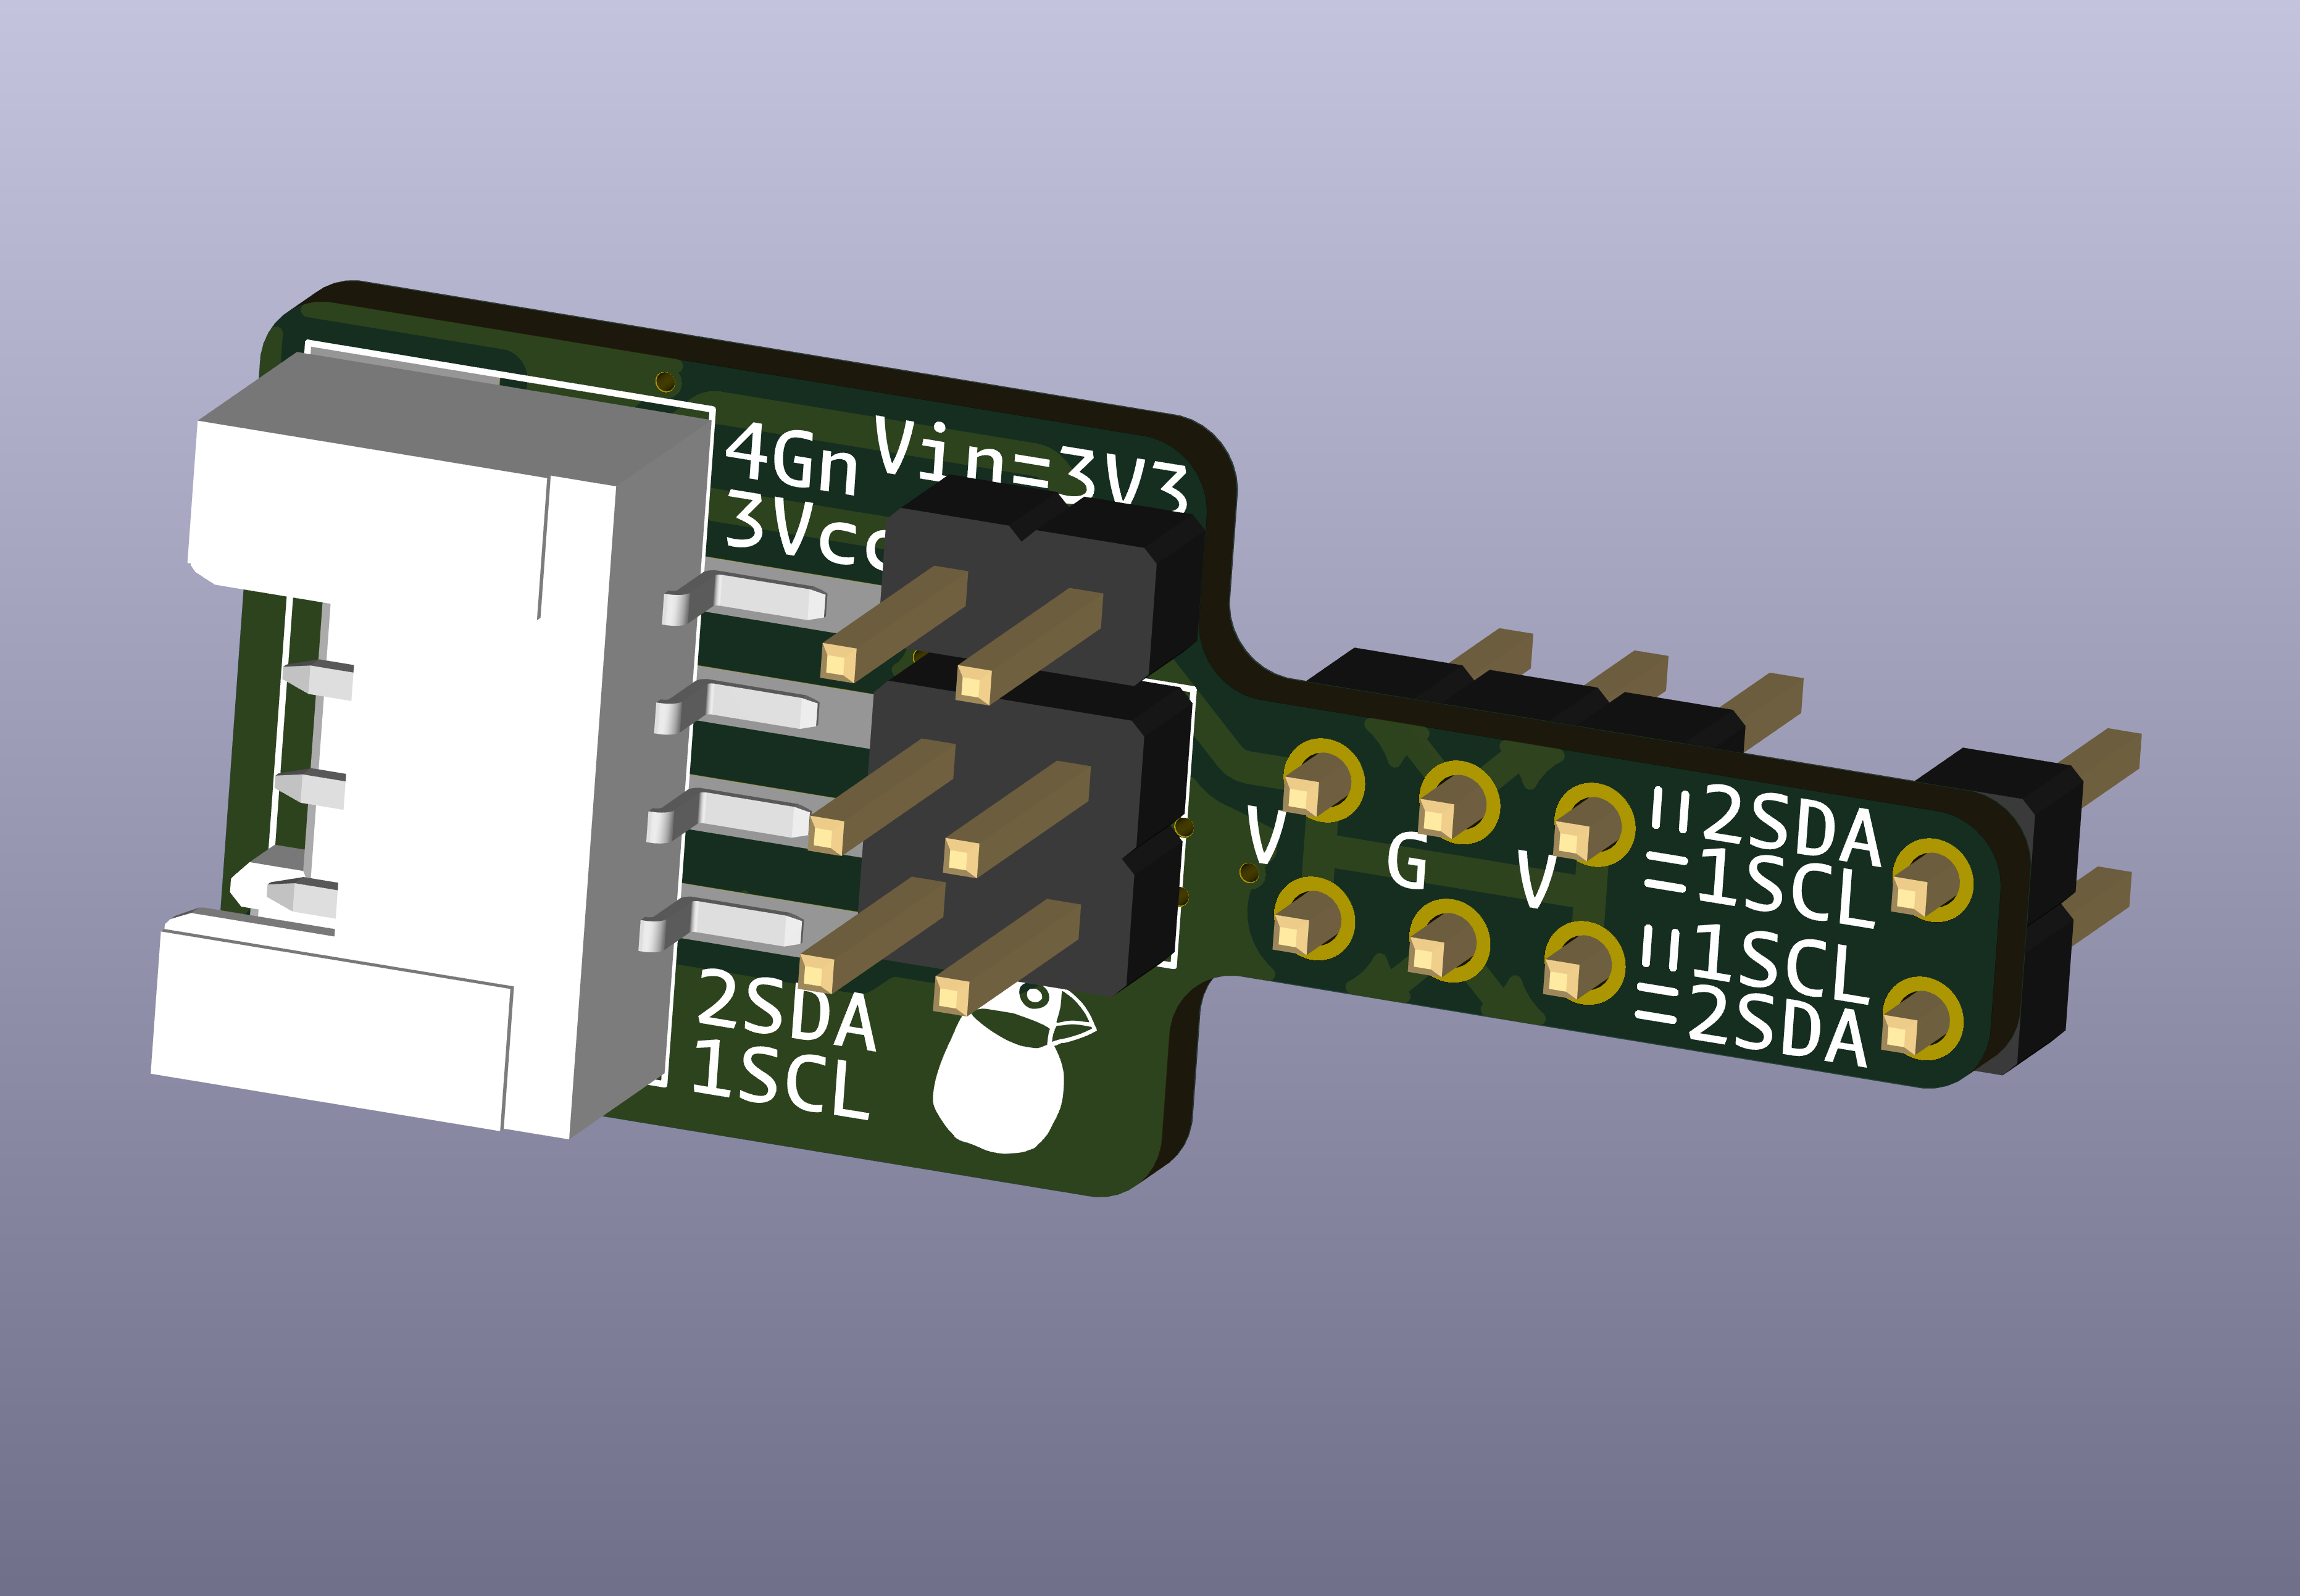 4Gn Vin=3V3
3Vcc
2SDA
1SCL
V
G
V
"2SDA
=1SCL
"1SCL
=2SDA